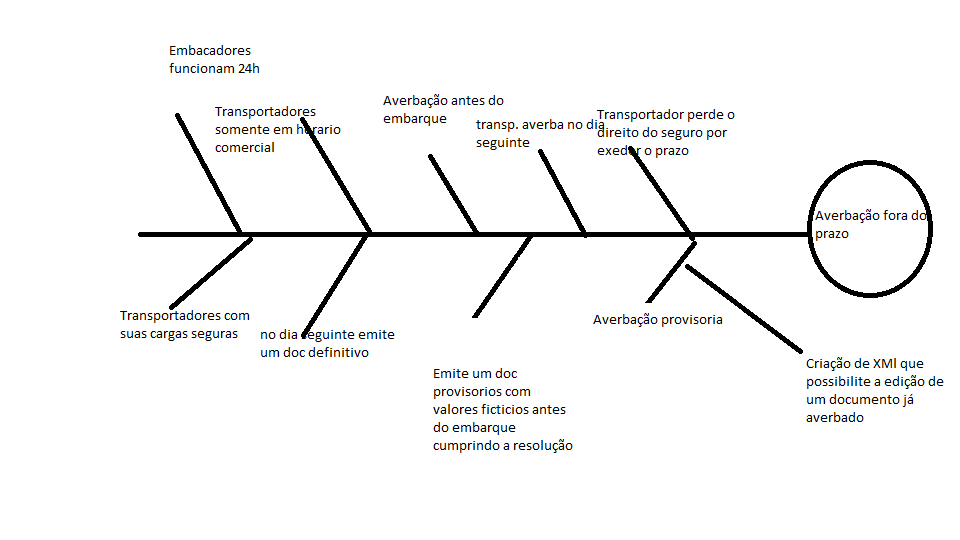 Embacadores
funcionam 24h
Transportadores
somente em horario
comercial
Averbação antes do
embarque
transp. averba no dia
seguinte
Transportador perde o
direito do seguro por
exeder o prazo
Averbação fora do
prazo
Transportadores com
suas cargas seguras
no dia seguinte emite
um doc definitivo
Emite um doc
provisorios com
valores ficticios antes
do embarque
cumprindo a resolução
Averbação provisoria
Criação de XMl que
possibilite a edição de
um documento já
averbado